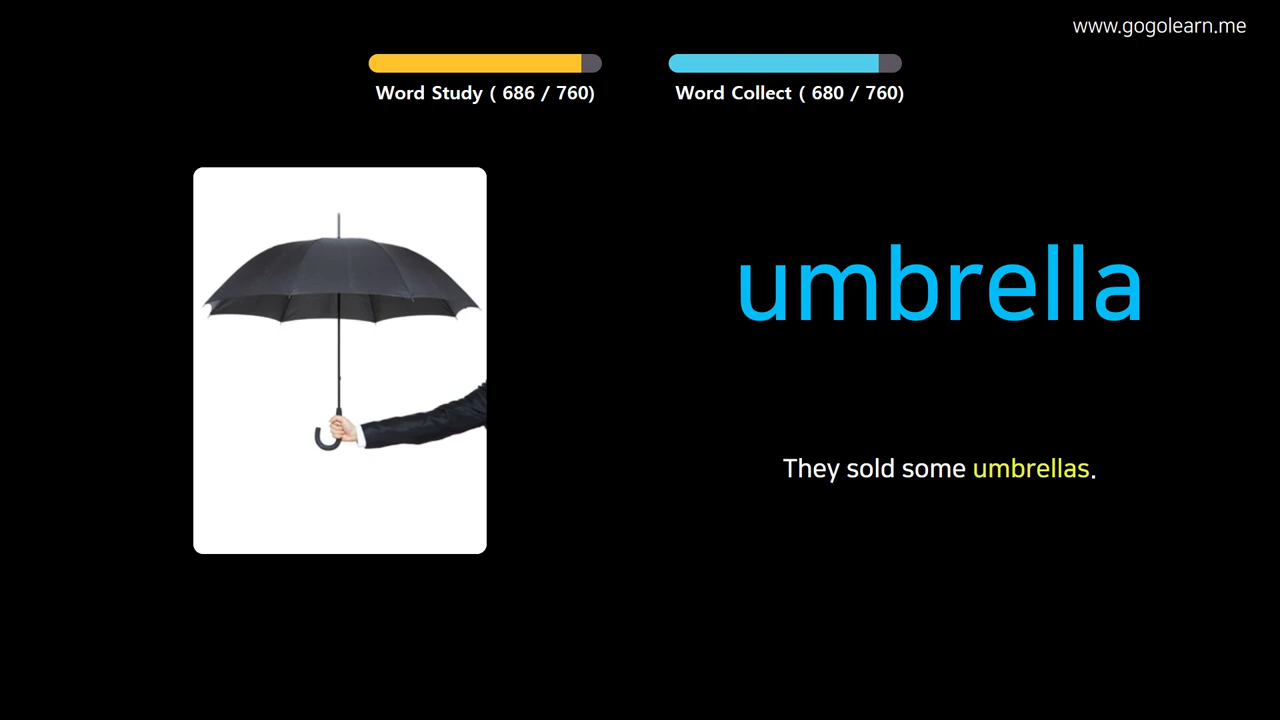 www.gogolearn.me
Word Study ( 686 / 760)
Word Collect ( 680 / 760)
umbrella
They sold some umbrellas.